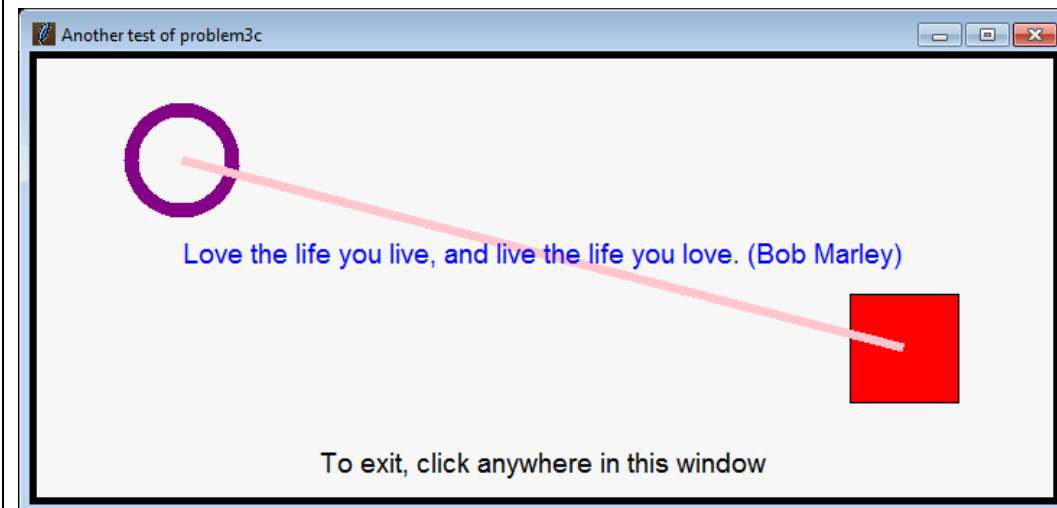 Another test of problem3c
Love the life you live, and live the life you love. (Bob Marley)
To exit, click anywhere in this window